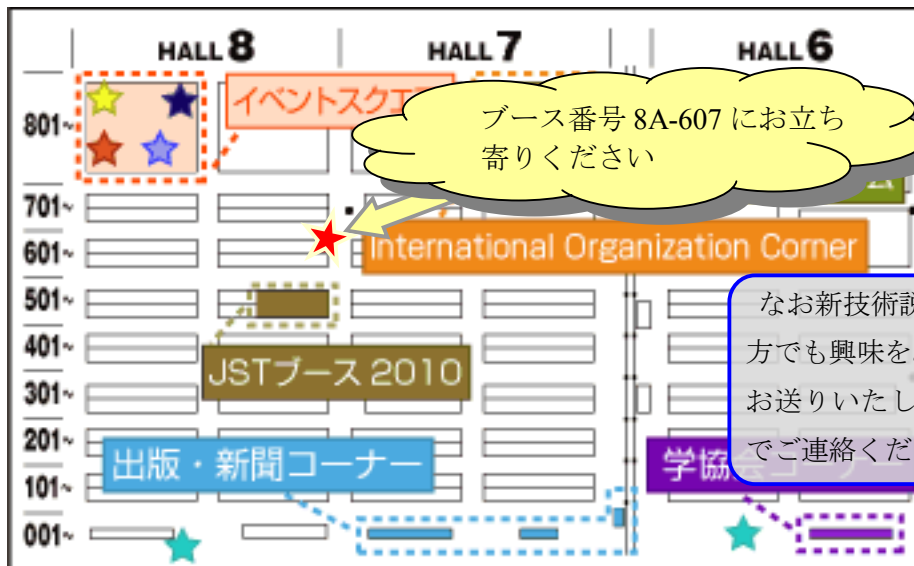 HALL 8
HALL 7
HALL 6
イベントスクエ
ブース番号 8A-607 にお立ち
寄りください
801~
701~
601~
International Organization Corner
501~
なお新技術説
401~
方でも興味を
JSTブース 2010
301~
お送りいたし
201~
でご連絡くだ
出版・新聞コーナー
学協会コーナー
101~
001~